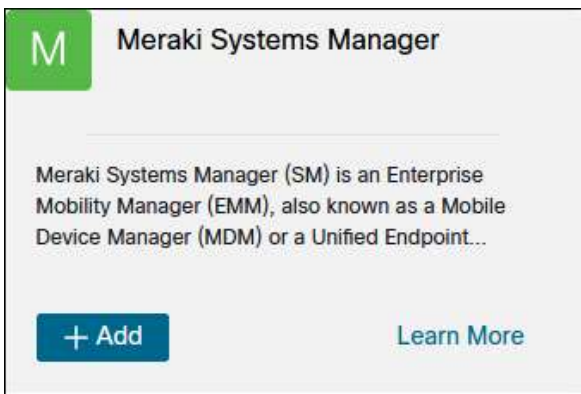 M
Meraki Systems Manager
Meraki Systems Manager (SM) is an Enterprise
Mobility Manager (EMM), also known as a Mobile
Device Manager (MDM) or a Unified Endpoint...
+ Add
Learn More